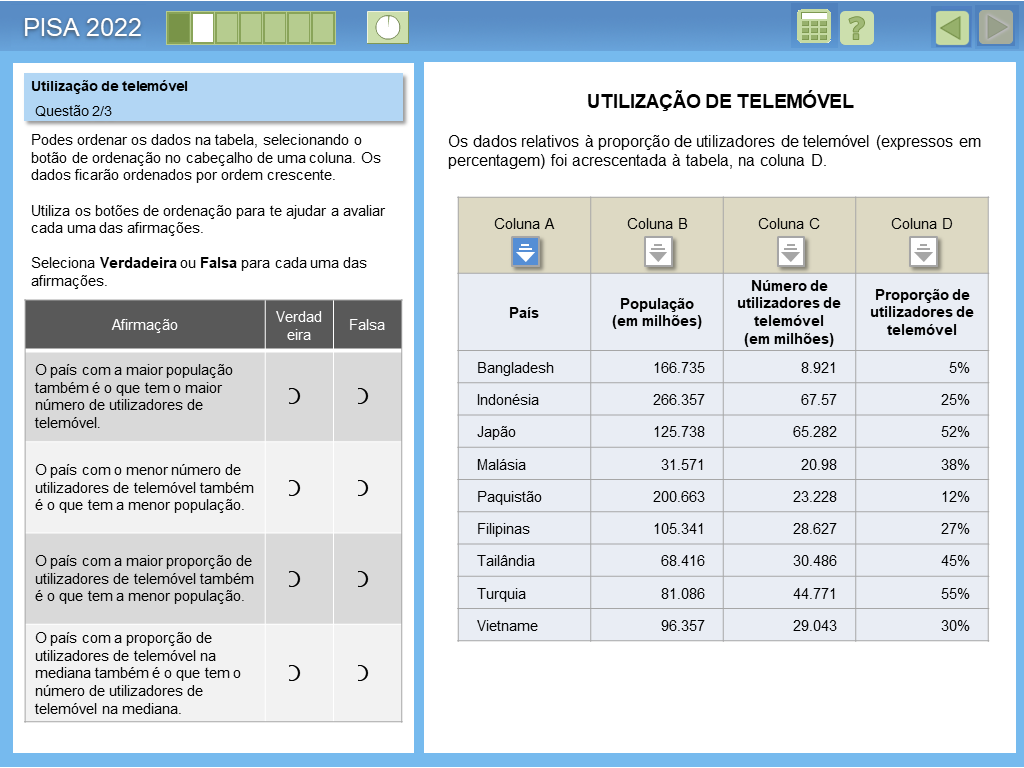 PISA 2022
?
Utilização de telemóvel
Questão 2/3
Podes ordenar os dados na tabela, selecionando o
botão de ordenação no cabeçalho de uma coluna. Os
dados ficarão ordenados por ordem crescente.
Utiliza os botões de ordenação para te ajudar a avaliar
cada uma das afirmações.
Seleciona Verdadeira ou Falsa para cada uma das
afirmações.
Afirmação Verdad Falsa
eira
O país com a maior população
também é o que tem o maior
número de utilizadores de
telemóvel.
O país com o menor número de
utilizadores de telemóvel também
é o que tem a menor população.
O país com a maior proporção de
utilizadores de telemóvel também
é o que tem a menor população.
O país com a proporção de
utilizadores de telemóvel na
mediana também é o que tem o
número de utilizadores de
telemóvel na mediana.
UTILIZAÇÃO DE TELEMÓVEL
Os dados relativos à proporção de utilizadores de telemóvel (expressos em
percentagem) foi acrescentada à tabela, na coluna D.
Coluna A Coluna B Coluna C Coluna D
País
População
(em milhões)
Número de
utilizadores de
telemóvel
(em milhões)
Proporção de
utilizadores de
telemóvel
Bangladesh 166.735 8.921 5%
Indonésia 266.357 67.57 25%
Japão 125.738 65.282 52%
Malásia 31.571 20.98 38%
Paquistão 200.663 23.228 12%
Filipinas 105.341 28.627 27%
Tailândia 68.416 30.486 45%
Turquia 81.086 44.771 55%
Vietname 96.357 29.043 30%